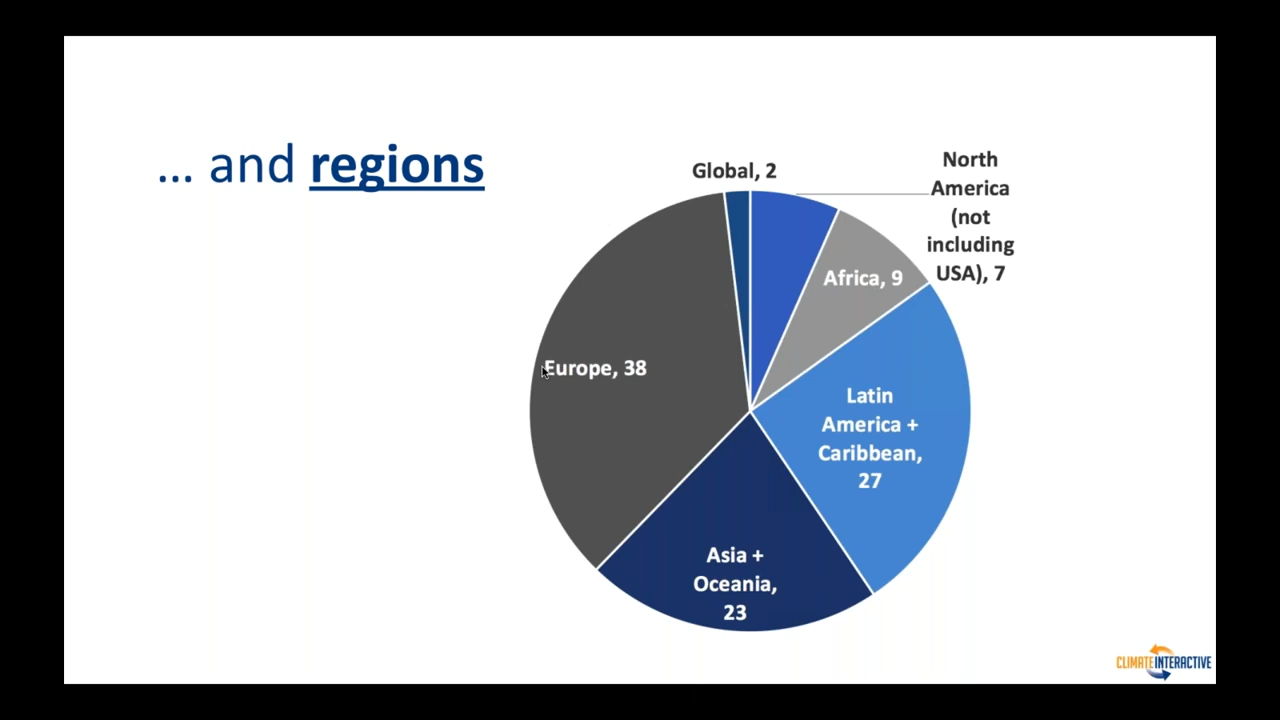 ... and regions
Global, 2
North
America
(not
including
USA), 7
Africa, 9
Europe, 38
Latin
America +
Caribbean,
27
Asia +
Oceania,
23
CLIMATE INTERACTIVE